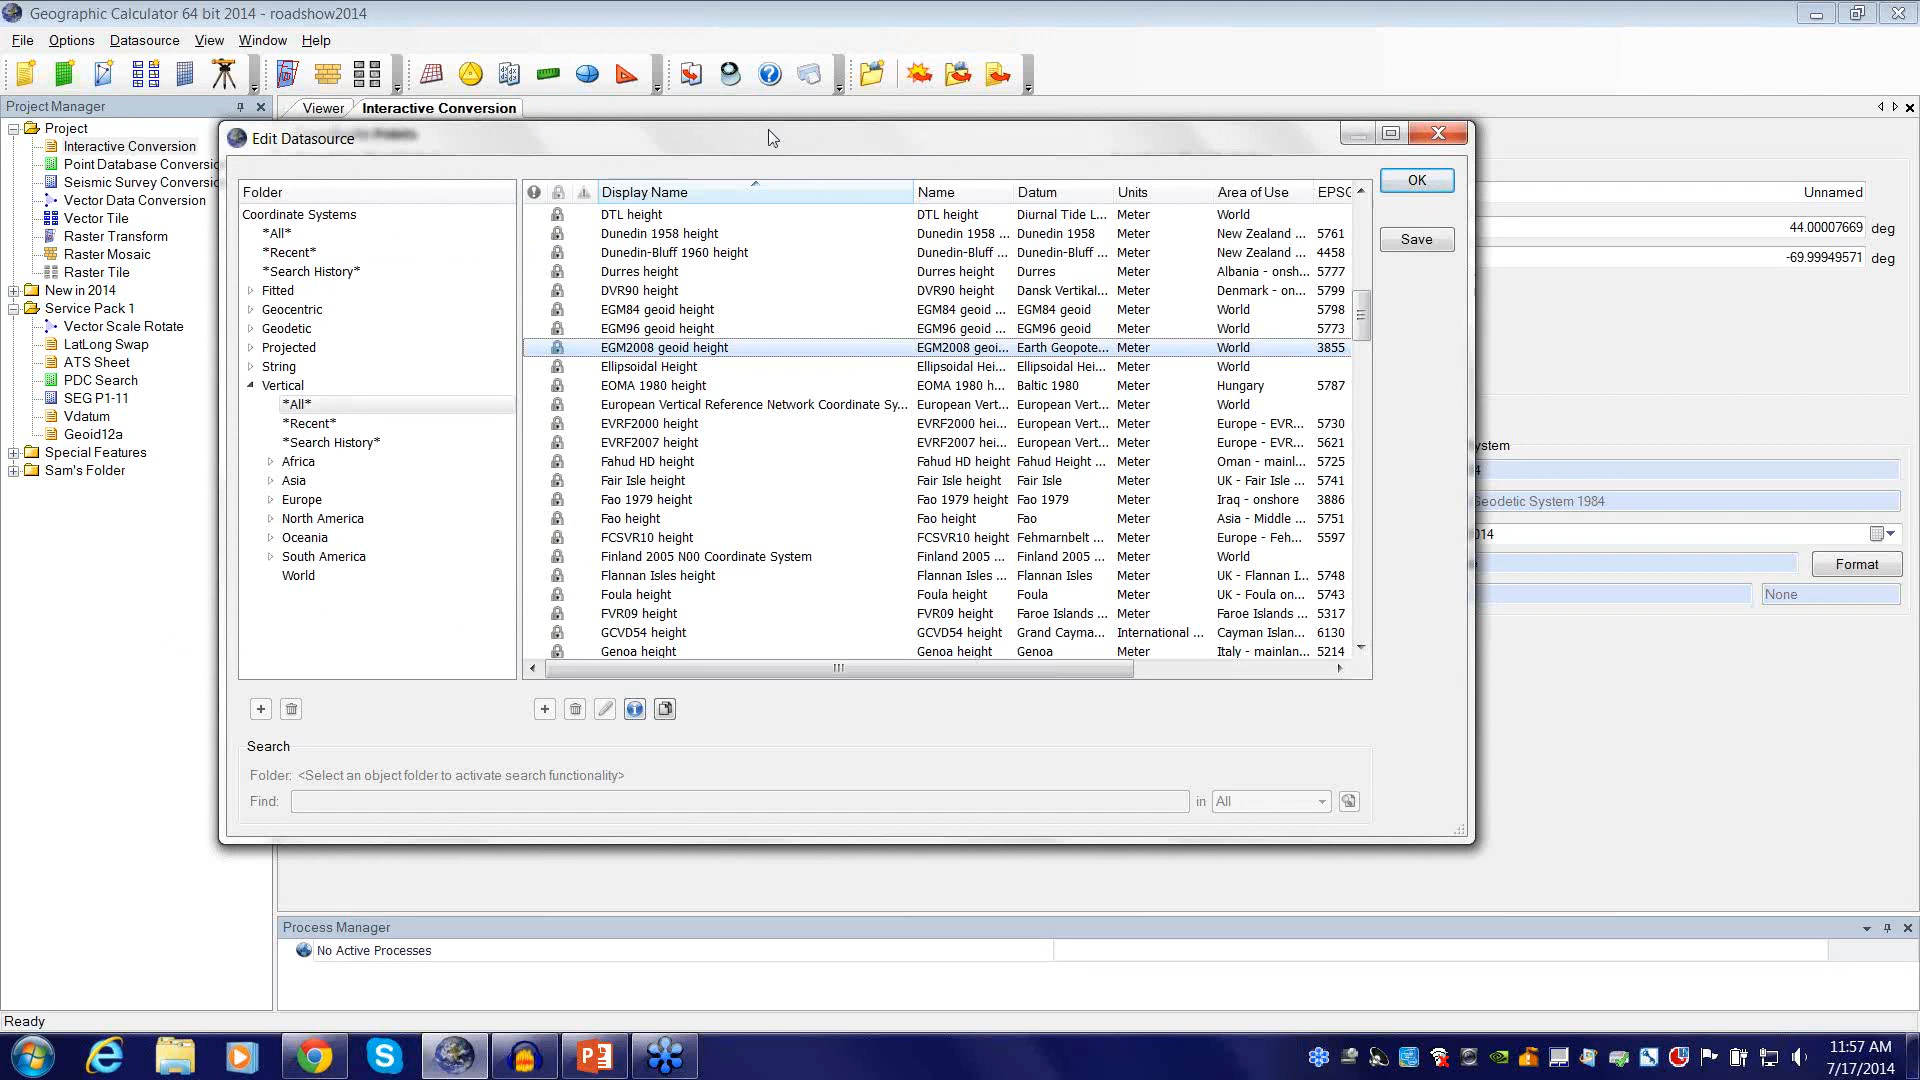 Geographic Calculator 64 bit 2014 - roadshow2014
File Options Datasource View Window Help
Project Manager
Viewer Interactive Conversion
Project
Interactive Conversion
Point Database Conversio
Seismic Survey Conversio
Vector Data Conversion
Vector Tile
Raster Transform
Raster Mosaic
Raster Tile
New in 2014
Service Pack 1
Vector Scale Rotate
LatLong Swap
ATS Sheet
PDC Search
SEG P1-11
Vdatum
Geoid12a
Special Features
Sam's Folder
Edit Datasource
Folder
Coordinate Systems
*All*
*Recent*
*Search History*
Fitted
Geocentric
Geodetic
Projected
String
Vertical
*All*
*Recent*
*Search History*
Africa
Asia
Europe
North America
Oceania
South America
World
Display Name Name Datum Units Area of Use EPSG
DTL height DTL height Diurnal Tide L... Meter World
Dunedin 1958 height Dunedin 1958 ... Dunedin 1958 Meter New Zealand ... 5761
Dunedin-Bluff 1960 height Dunedin-Bluff ... Dunedin-Bluff ... Meter New Zealand ... 4458
Durres height Durres height Durres Meter Albania - onsh... 5777
DVR90 height DVR90 height Dansk Vertikal... Meter Denmark - on... 5799
EGM84 geoid height EGM84 geoid ... EGM84 geoid Meter World 5798
EGM96 geoid height EGM96 geoid ... EGM96 geoid Meter World 5773
EGM2008 geoid height EGM2008 geoi... Earth Geopote... Meter World 3855
Ellipsoidal Height Ellipsoidal Hei... Ellipsoidal Hei... Meter World
EOMA 1980 height EOMA 1980 h... Baltic 1980 Meter Hungary 5787
European Vertical Reference Network Coordinate Sy... European Vert... European Vert... Meter World
EVRF2000 height EVRF2000 hei... European Vert... Meter Europe - EVR... 5730
EVRF2007 height EVRF2007 hei... European Vert... Meter Europe - EVR... 5621
Fahud HD height Fahud HD height Fahud Height ... Meter Oman - mainl... 5725
Fair Isle height Fair Isle height Fair Isle Meter UK - Fair Isle ... 5741
Fao 1979 height Fao 1979 height Fao 1979 Meter Iraq - onshore 3886
Fao height Fao height Fao Meter Asia - Middle ... 5751
FCSVR10 height FCSVR10 height Fehmarnbelt ... Meter Europe - Feh... 5597
Finland 2005 N00 Coordinate System Finland 2005 ... Finland 2005 ... Meter World
Flannan Isles height Flannan Isles ... Flannan Isles Meter UK - Flannan I... 5748
Foula height Foula height Foula Meter UK - Foula on... 5743
FVR09 height FVR09 height Faroe Islands ... Meter Faroe Islands ... 5317
GCVD54 height GCVD54 height Grand Cayma... International ... Cayman Islan... 6130
Genoa height Genoa height Genoa Meter Italy - mainlan... 5214
OK
Save
Search
Folder: <Select an object folder to activate search functionality>
Find: in All
Unnamed
44.00007669 deg
-69.99949571 deg
ystem
4
Geodetic System 1984
014
Format
None
Process Manager
No Active Processes
Ready
11:57 AM
7/17/2014